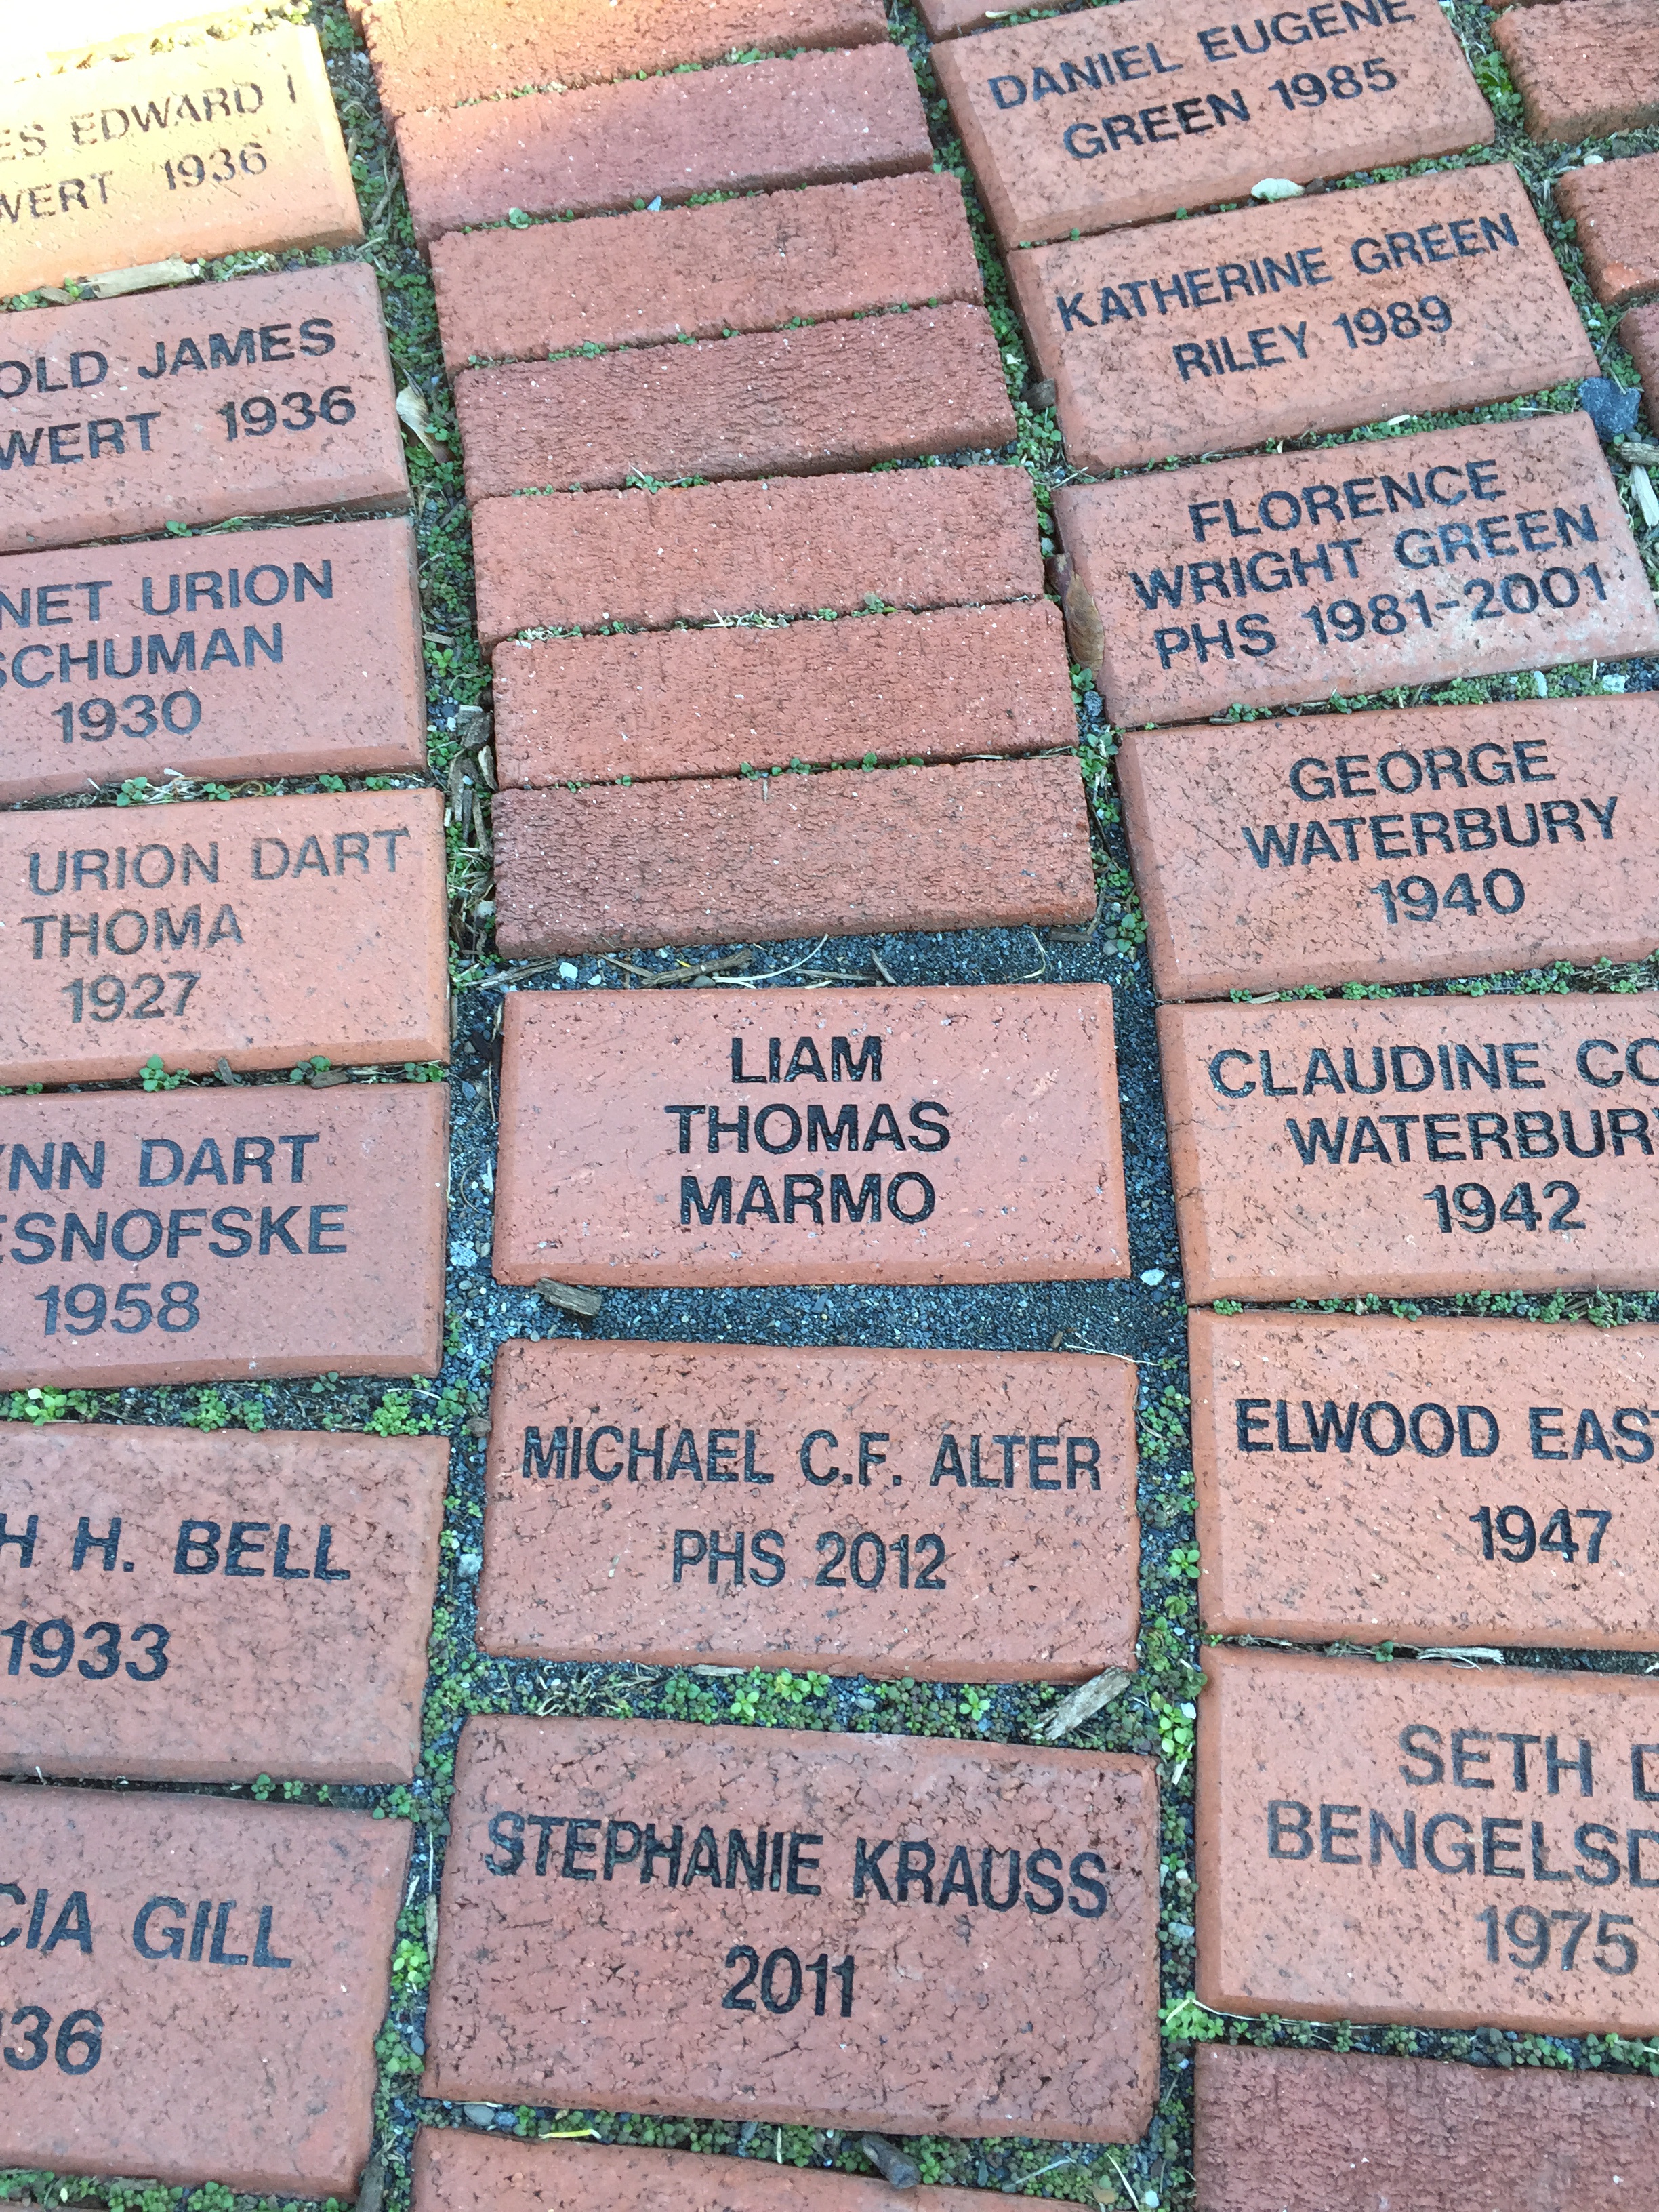 ES EDWARD
WERT 1936
OLD JAMES
WERT 1936
NET URION
SCHUMAN
1930
URION DART
THOMA
1927
NN DART
ESNOFSKE
1958
H H. BELL
1933
CIA GILL
36
LIAM
THOMAS
MARMO
MICHAEL C.F. ALTER
PHS 2012
STEPHANIE KRAUSS
2011
DANIEL EUGENE
GREEN 1985
KATHERINE GREEN
RILEY 1989
FLORENCE
WRIGHT GREEN
PHS 1981-2001
GEORGE
WATERBURY
1940
CLAUDINE CO
WATERBURY
1942
ELWOOD EAS
1947
SETH D
BENGELSD
1975